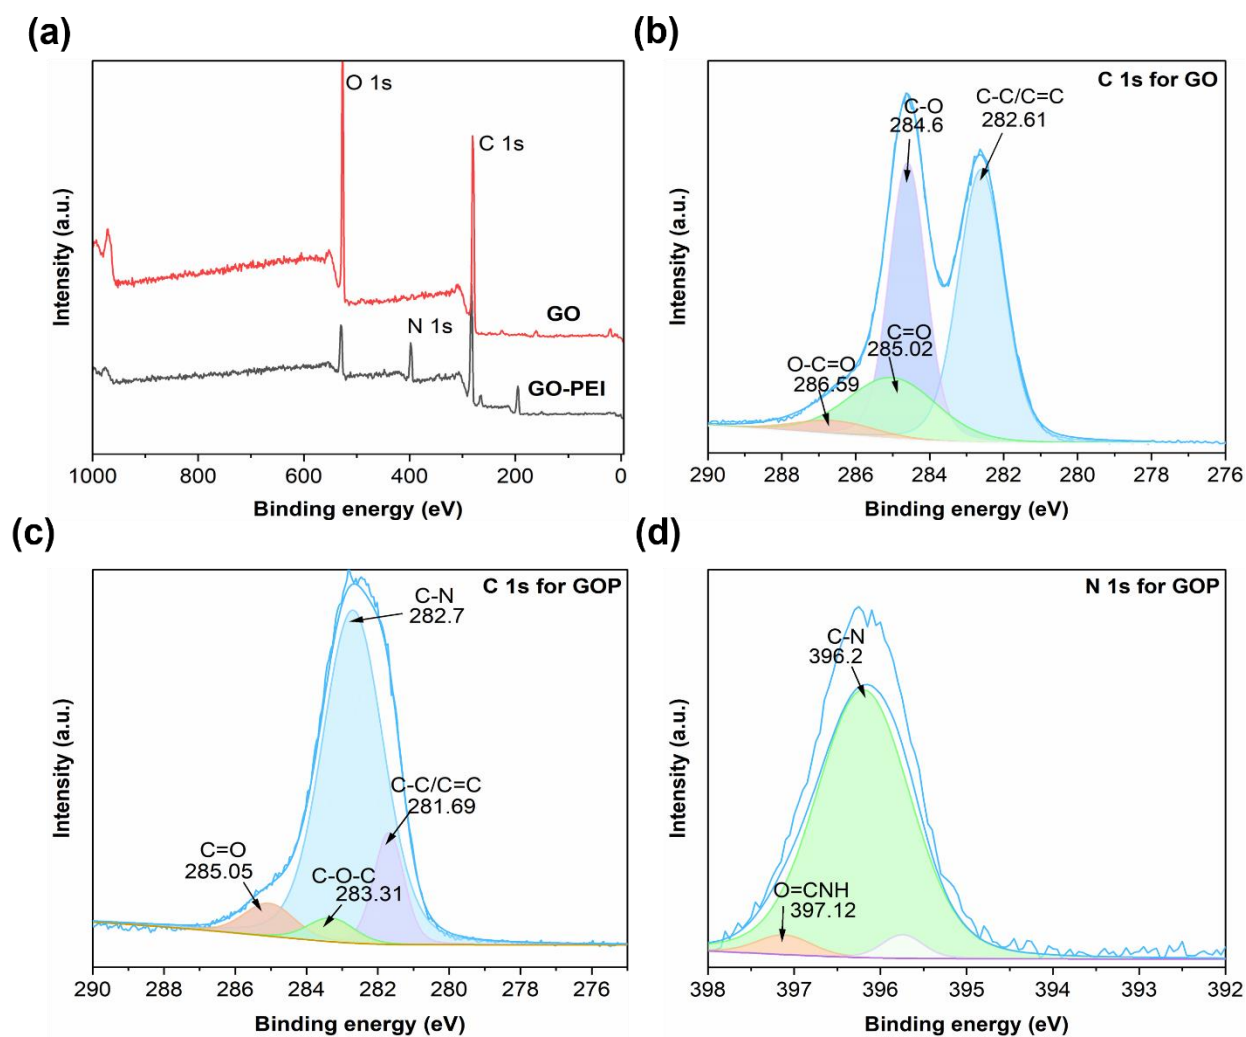 (a)
O 1s
C 1s
N 1s
GO
GO-PEI
Intensity (a.u.)
1000 800 600 400 200 0
Binding energy (eV)
(b)
C 1s for GO
C-O
284.6
C-C/C=C
282.61
C=O
285.02
O-C=O
286.59
Intensity (a.u.)
290 288 286 284 282 280 278 276
Binding energy (eV)
(c)
C 1s for GOP
C-N
282.7
C-C/C=C
281.69
C=O
285.05
C-O-C
283.31
Intensity (a.u.)
290 288 286 284 282 280 278 276
Binding energy (eV)
(d)
N 1s for GOP
C-N
396.2
O=CNH
397.12
Intensity (a.u.)
398 397 396 395 394 393 392
Binding energy (eV)